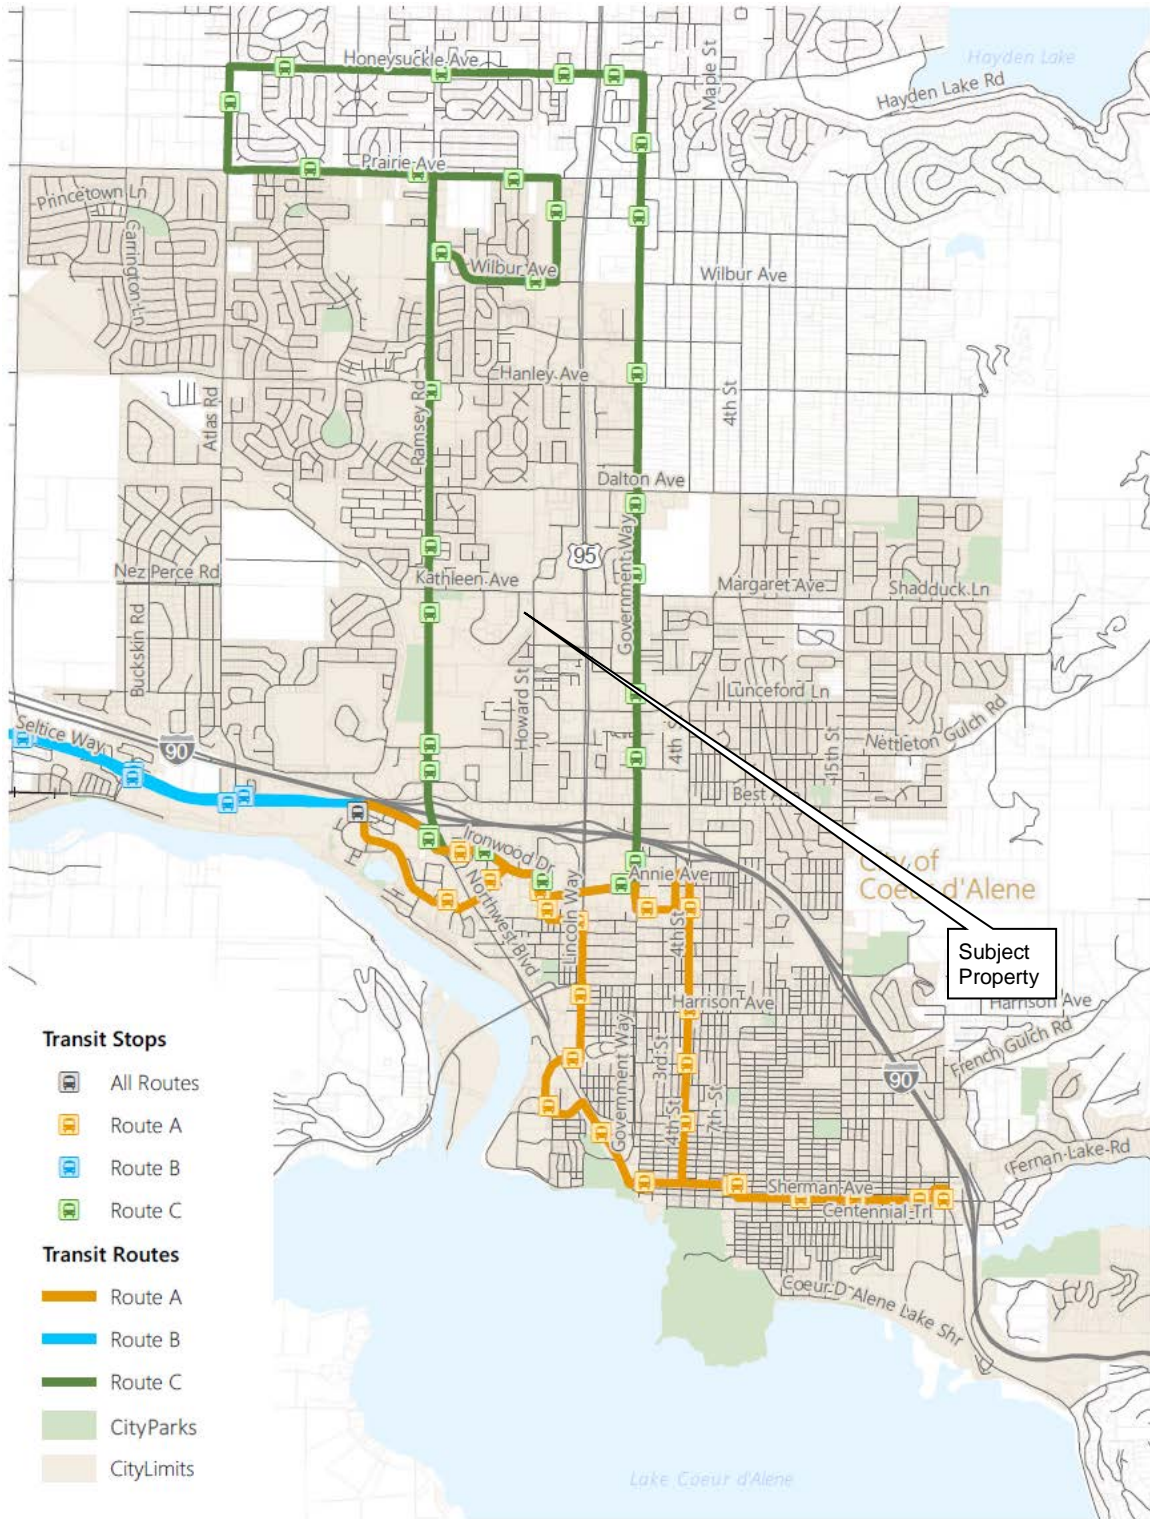 Honeysuckle Ave
Maple St
Hayden Lake
Hayden Lake Rd
Prairie Ave
Princetown Ln
Carrington Ln
Wilbur Ave
Wilbur Ave
Hanley Ave
Atlas Rd
Ramsey Rd
4th St
Dalton Ave
95
Government Way
Nez Perce Rd
Kathleen Ave
Margaret Ave
Shadduck Ln
Buckskin Rd
Howard St
Lunceford Ln
Seltice Way
90
4th S
15th St
Nettleton Gulch Rd
Best A
Ironwood Dr
Annie Ave
City of
Coeur d'Alene
Northwest Blvd
Lincoln Way
4th St
Subject
Property
Harrison Ave
Harrison Ave
French Gulch Rd
Government Way
3rd St
90
4th St
7th St
Fernan Lake Rd
Sherman Ave
Centennial Trl
Coeur D Alene Lake Shr
Lake Coeur d'Alene
Transit Stops
All Routes
Route A
Route B
Route C
Transit Routes
Route A
Route B
Route C
CityParks
CityLimits